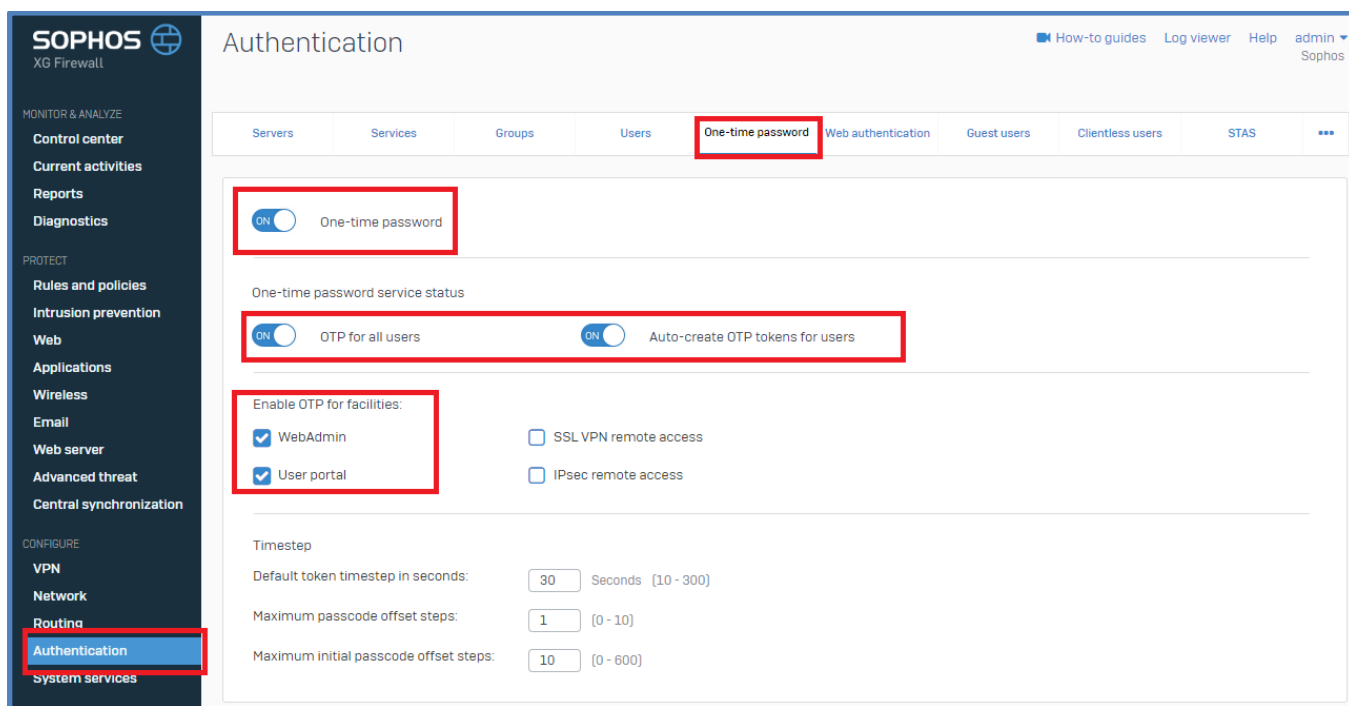 SOPHOS
XG Firewall
MONITOR & ANALYZE
Control center
Current activities
Reports
Diagnostics
PROTECT
Rules and policies
Intrusion prevention
Web
Applications
Wireless
Email
Web server
Advanced threat
Central synchronization
CONFIGURE
VPN
Network
Routing
Authentication
System services
Authentication
How-to guides Log viewer Help admin
Sophos
Servers Services Groups Users One-time password Web authentication Guest users Clientless users STAS •••
ON One-time password
One-time password service status
ON OTP for all users ON Auto-create OTP tokens for users
Enable OTP for facilities:
WebAdmin SSL VPN remote access
User portal IPsec remote access
Timestep
Default token timestep in seconds: 30 Seconds (10 - 300)
Maximum passcode offset steps: 1 (0 - 10)
Maximum initial passcode offset steps: 10 (0 - 600)